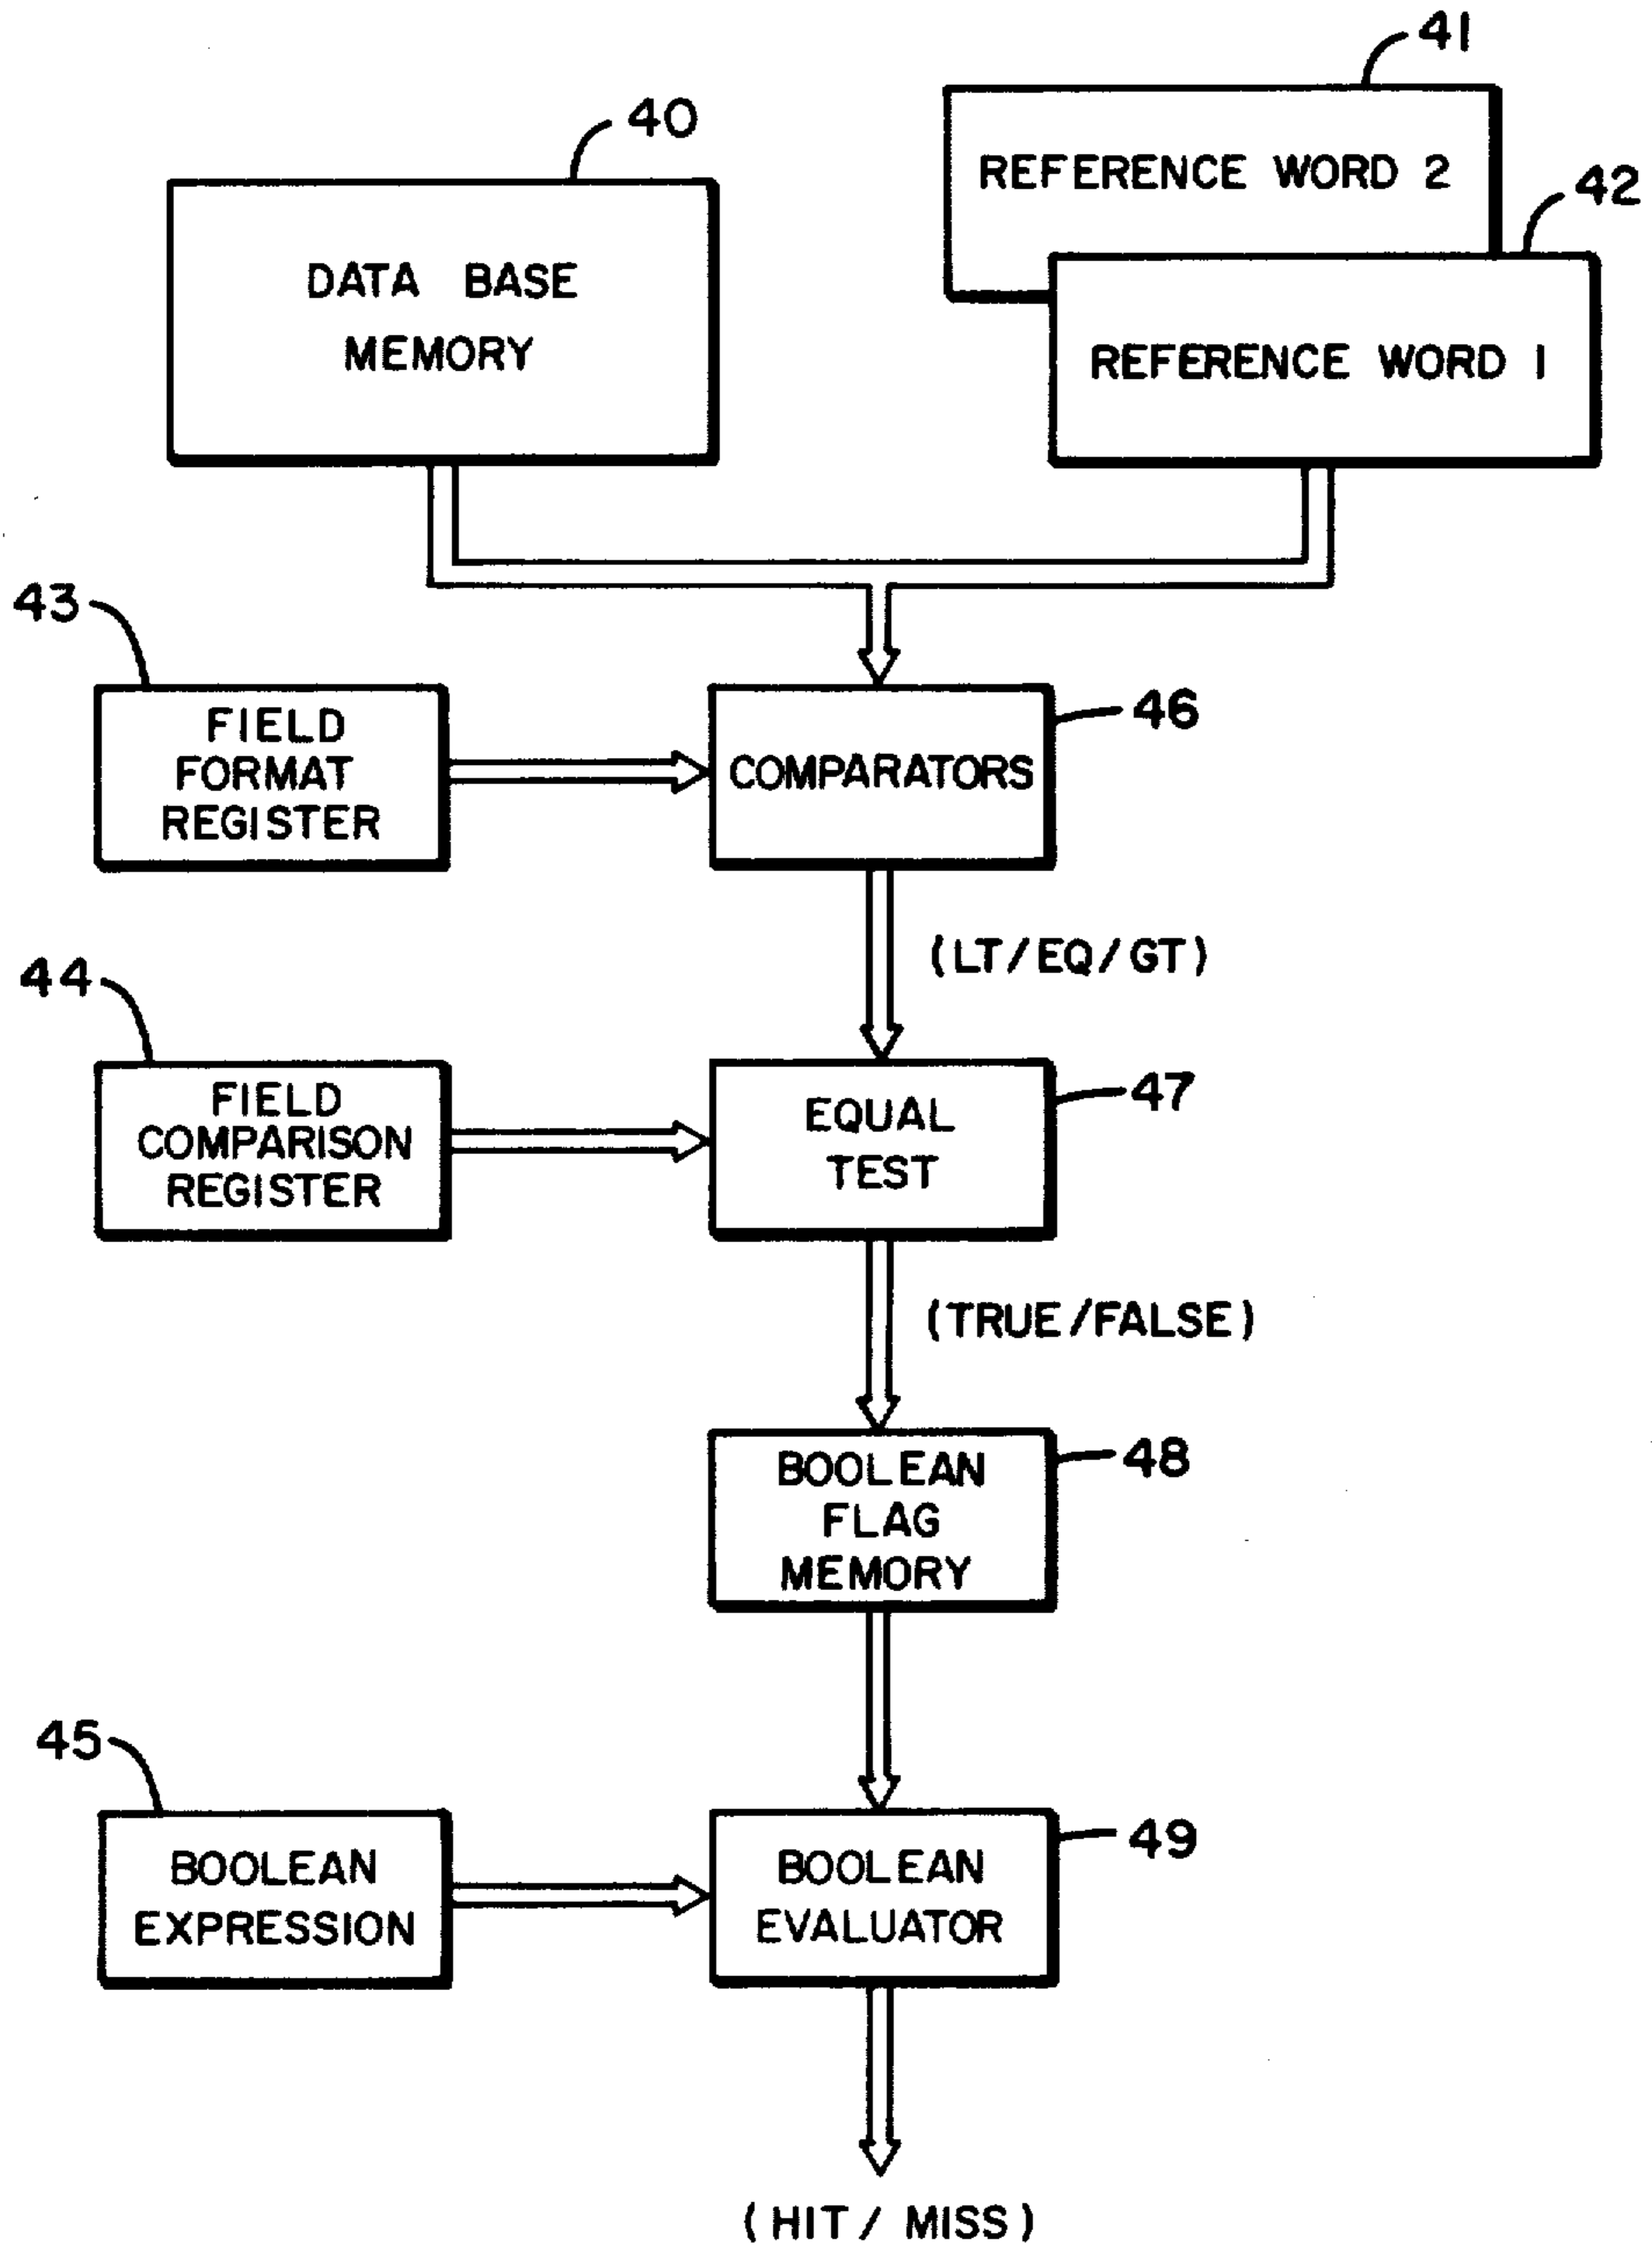 41
40
REFERENCE WORD 2
42
DATA BASE
MEMORY
REFERENCE WORD 1
43
FIELD
FORMAT
REGISTER
46
COMPARATORS
(LT/EQ/GT)
44
FIELD
COMPARISON
REGISTER
47
EQUAL
TEST
(TRUE/FALSE)
48
BOOLEAN
FLAG
MEMORY
45
BOOLEAN
EXPRESSION
49
BOOLEAN
EVALUATOR
(HIT/ MISS)